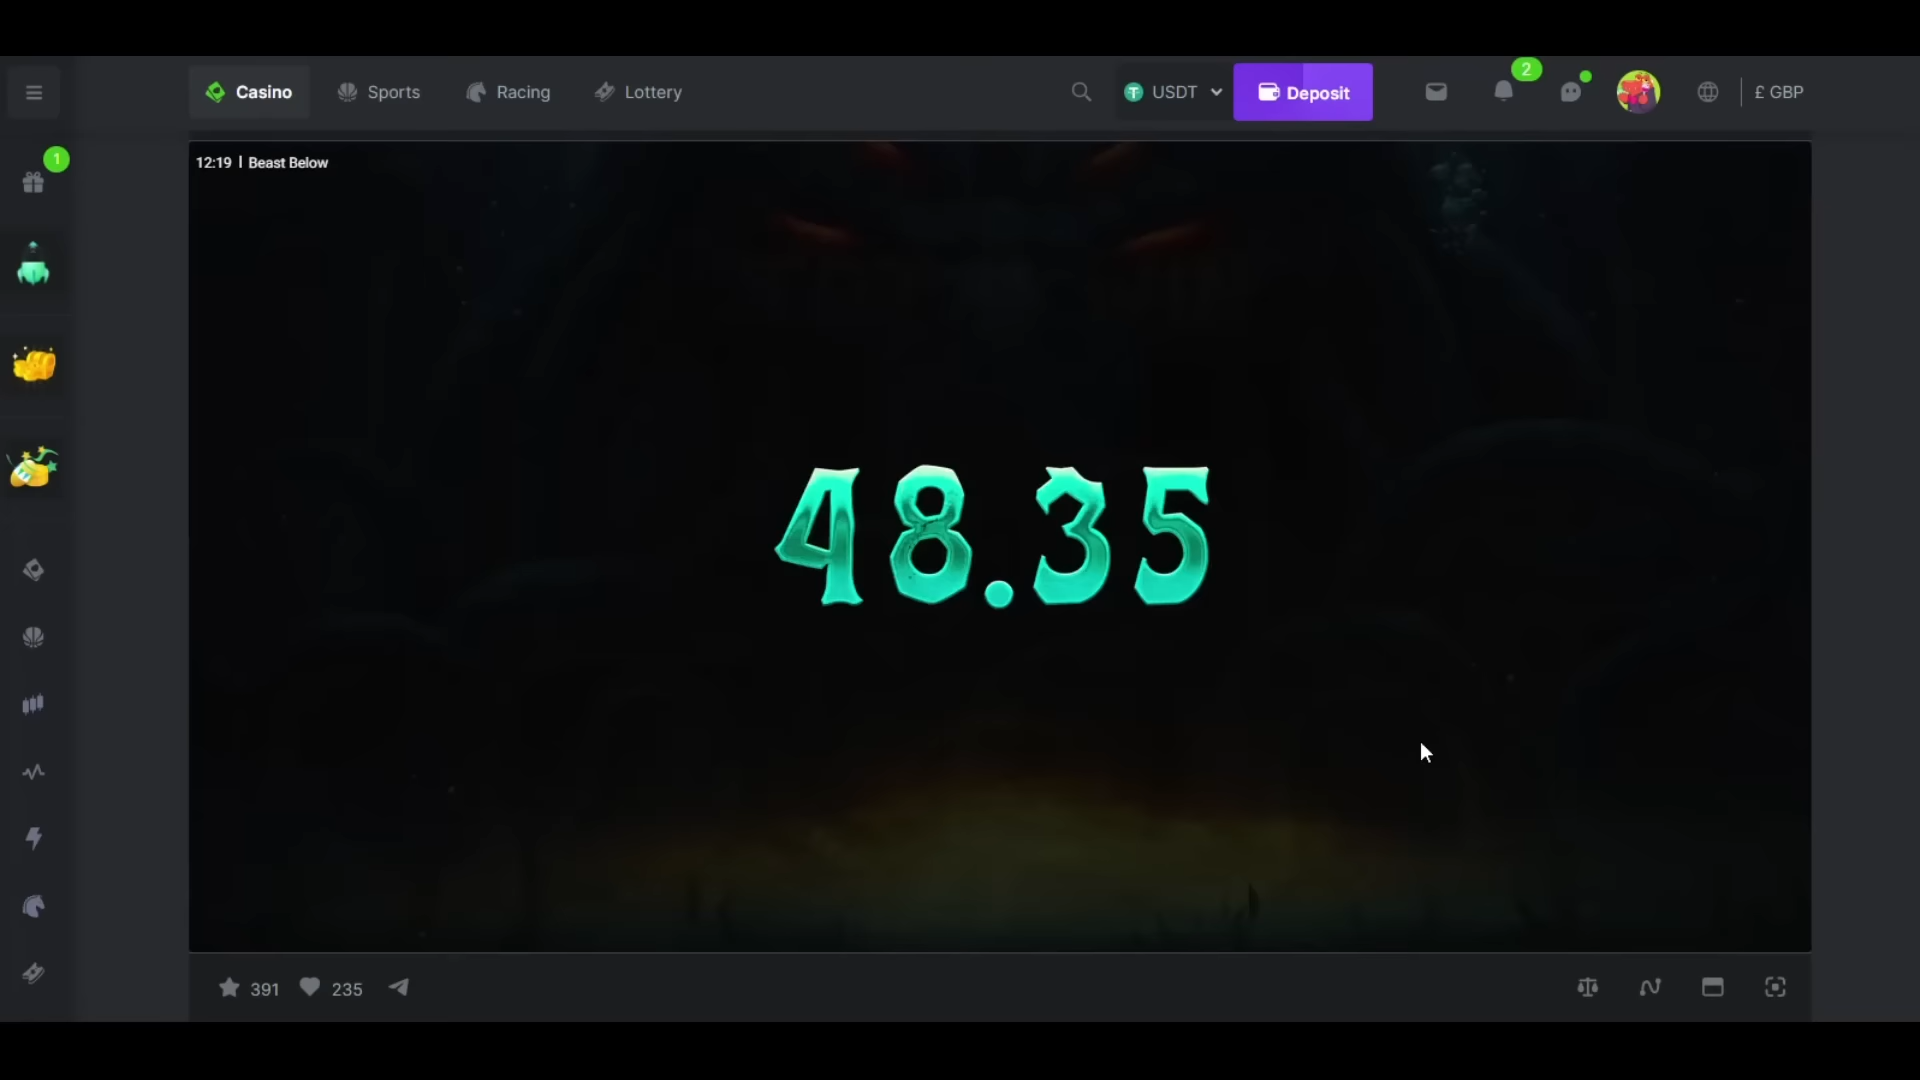 Casino Sports Racing Lottery USDT Deposit 2 £ GBP
1
12:19 | Beast Below
48.35
391 235